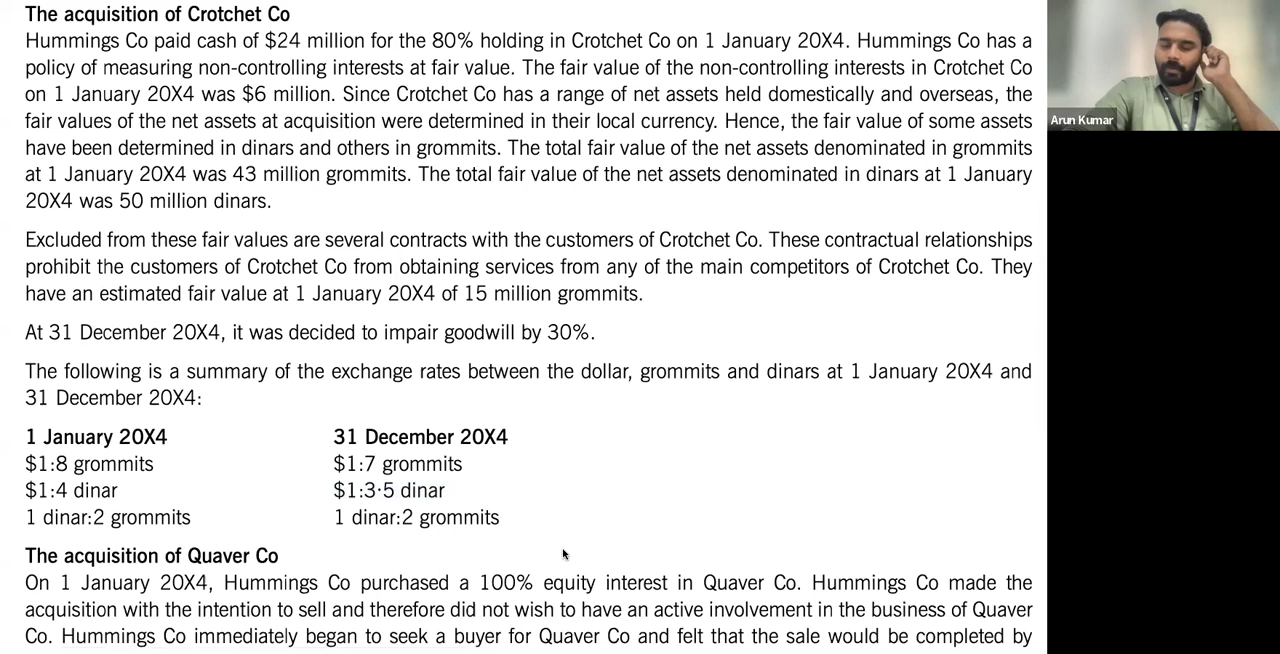 The acquisition of Crotchet Co
Hummings Co paid cash of $24 million for the 80% holding in Crotchet Co on 1 January 20X4. Hummings Co has a
policy of measuring non-controlling interests at fair value. The fair value of the non-controlling interests in Crotchet Co
on 1 January 20X4 was $6 million. Since Crotchet Co has a range of net assets held domestically and overseas, the
fair values of the net assets at acquisition were determined in their local currency. Hence, the fair value of some assets
have been determined in dinars and others in grommits. The total fair value of the net assets denominated in grommits
at 1 January 20X4 was 43 million grommits. The total fair value of the net assets denominated in dinars at 1 January
20X4 was 50 million dinars.
Excluded from these fair values are several contracts with the customers of Crotchet Co. These contractual relationships
prohibit the customers of Crotchet Co from obtaining services from any of the main competitors of Crotchet Co. They
have an estimated fair value at 1 January 20X4 of 15 million grommits.
At 31 December 20X4, it was decided to impair goodwill by 30%.
The following is a summary of the exchange rates between the dollar, grommits and dinars at 1 January 20X4 and
31 December 20X4:
1 January 20X4 31 December 20X4
$1:8 grommits $1:7 grommits
$1:4 dinar $1:3·5 dinar
1 dinar:2 grommits 1 dinar:2 grommits
The acquisition of Quaver Co
On 1 January 20X4, Hummings Co purchased a 100% equity interest in Quaver Co. Hummings Co made the
acquisition with the intention to sell and therefore did not wish to have an active involvement in the business of Quaver
Co. Hummings Co immediately began to seek a buyer for Quaver Co and felt that the sale would be completed by
Arun Kumar